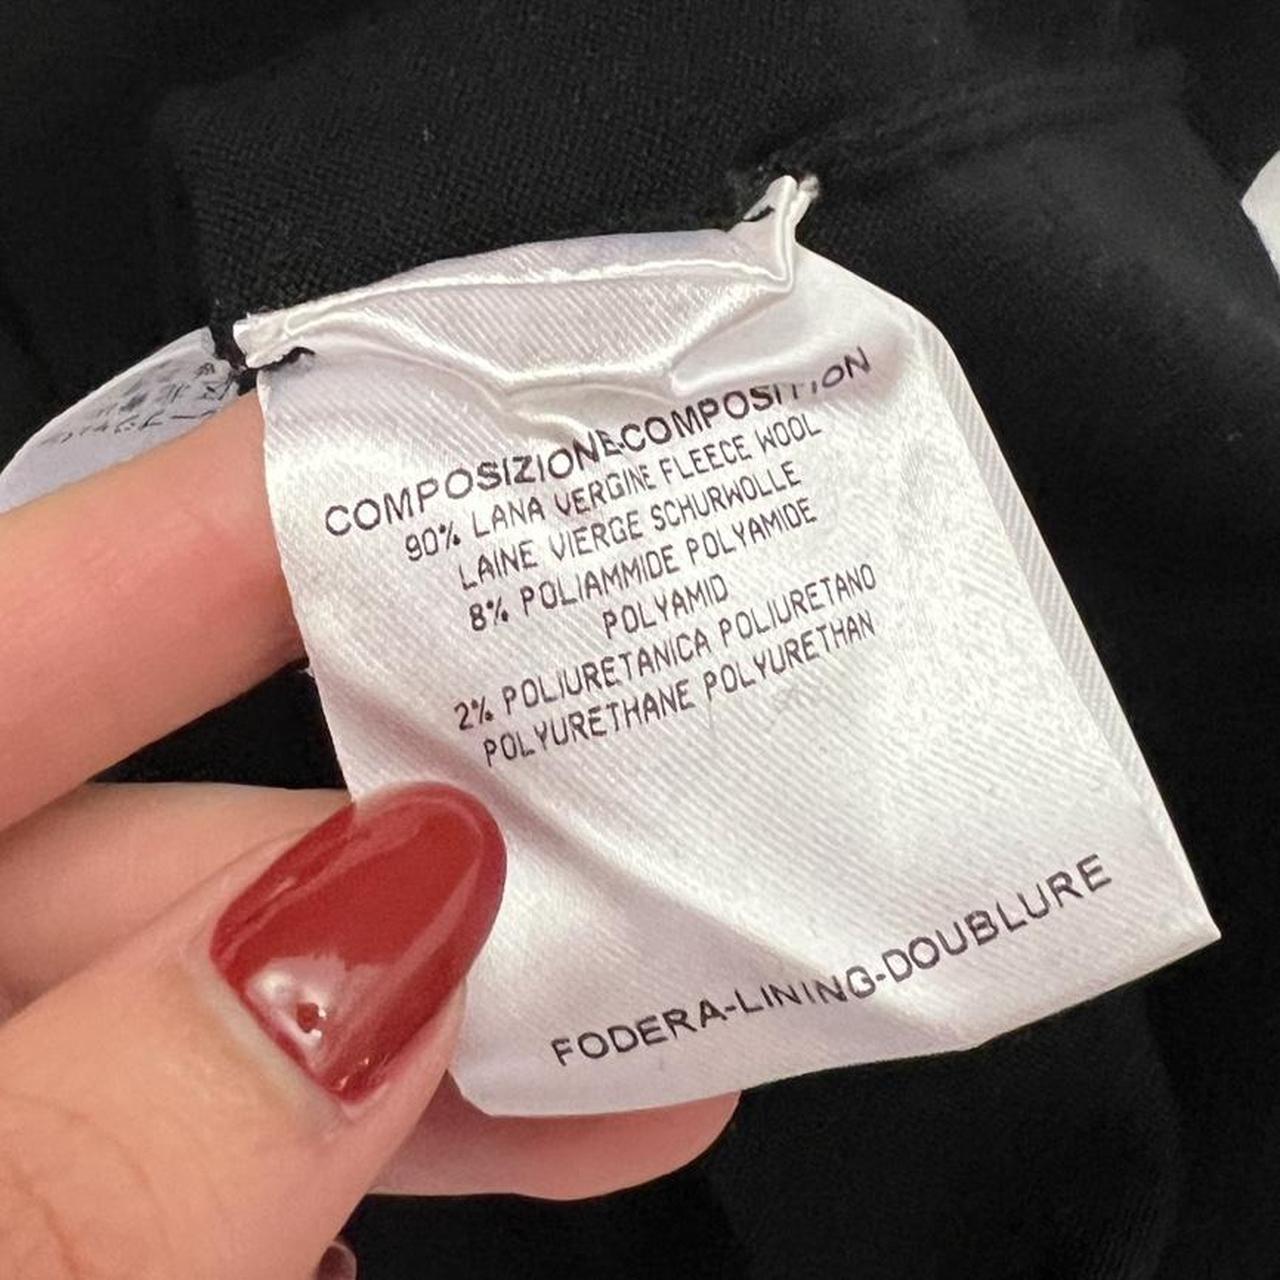 COMPOSIZIONE-COMPOSITION
90% LANA VERGINE FLEECE WOOL
LAINE VIERGE SCHURWOLLE
8% POLIAMMIDE POLYAMIDE
POLYAMID
2% POLIURETANICA POLIURETANO
POLYURETHANE POLYURETHAN
FODERA-LINING-DOUBLURE